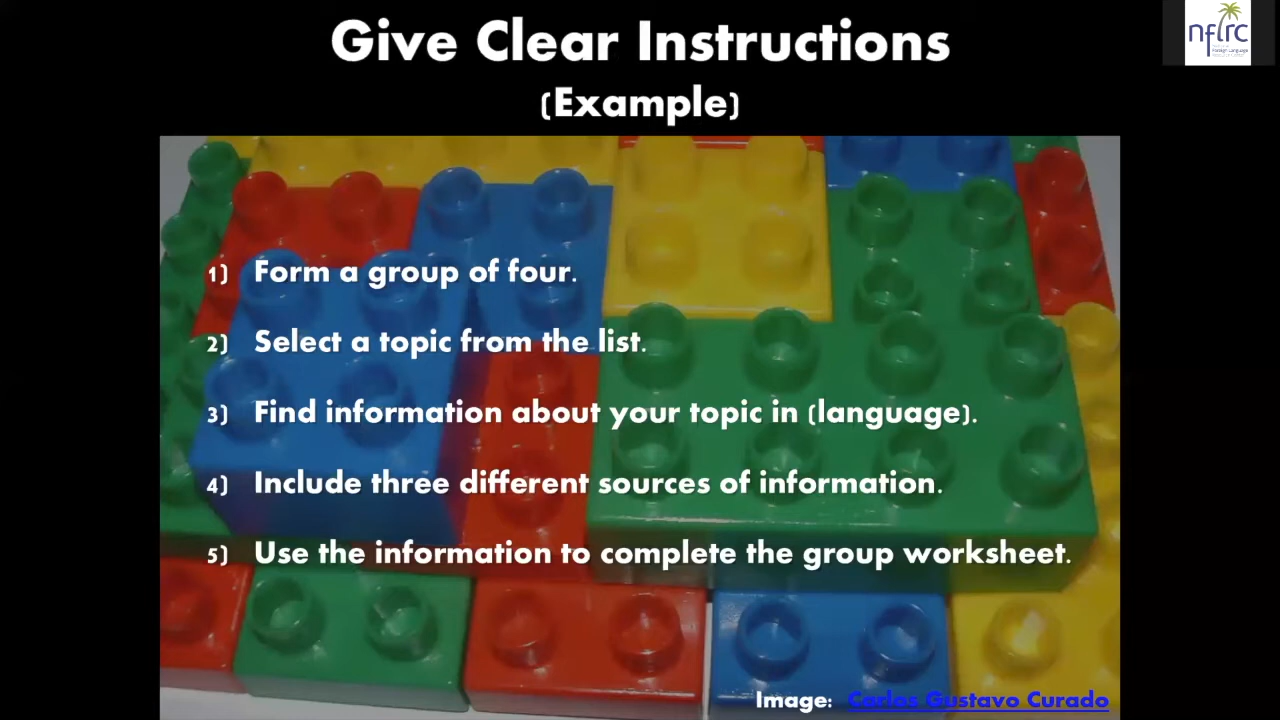 Give Clear Instructions
(Example)
nflrc
1) Form a group of four.
2) Select a topic from the list.
3) Find information about your topic in (language).
4) Include three different sources of information.
5) Use the information to complete the group worksheet.
Image: Carlos Gustavo Curado